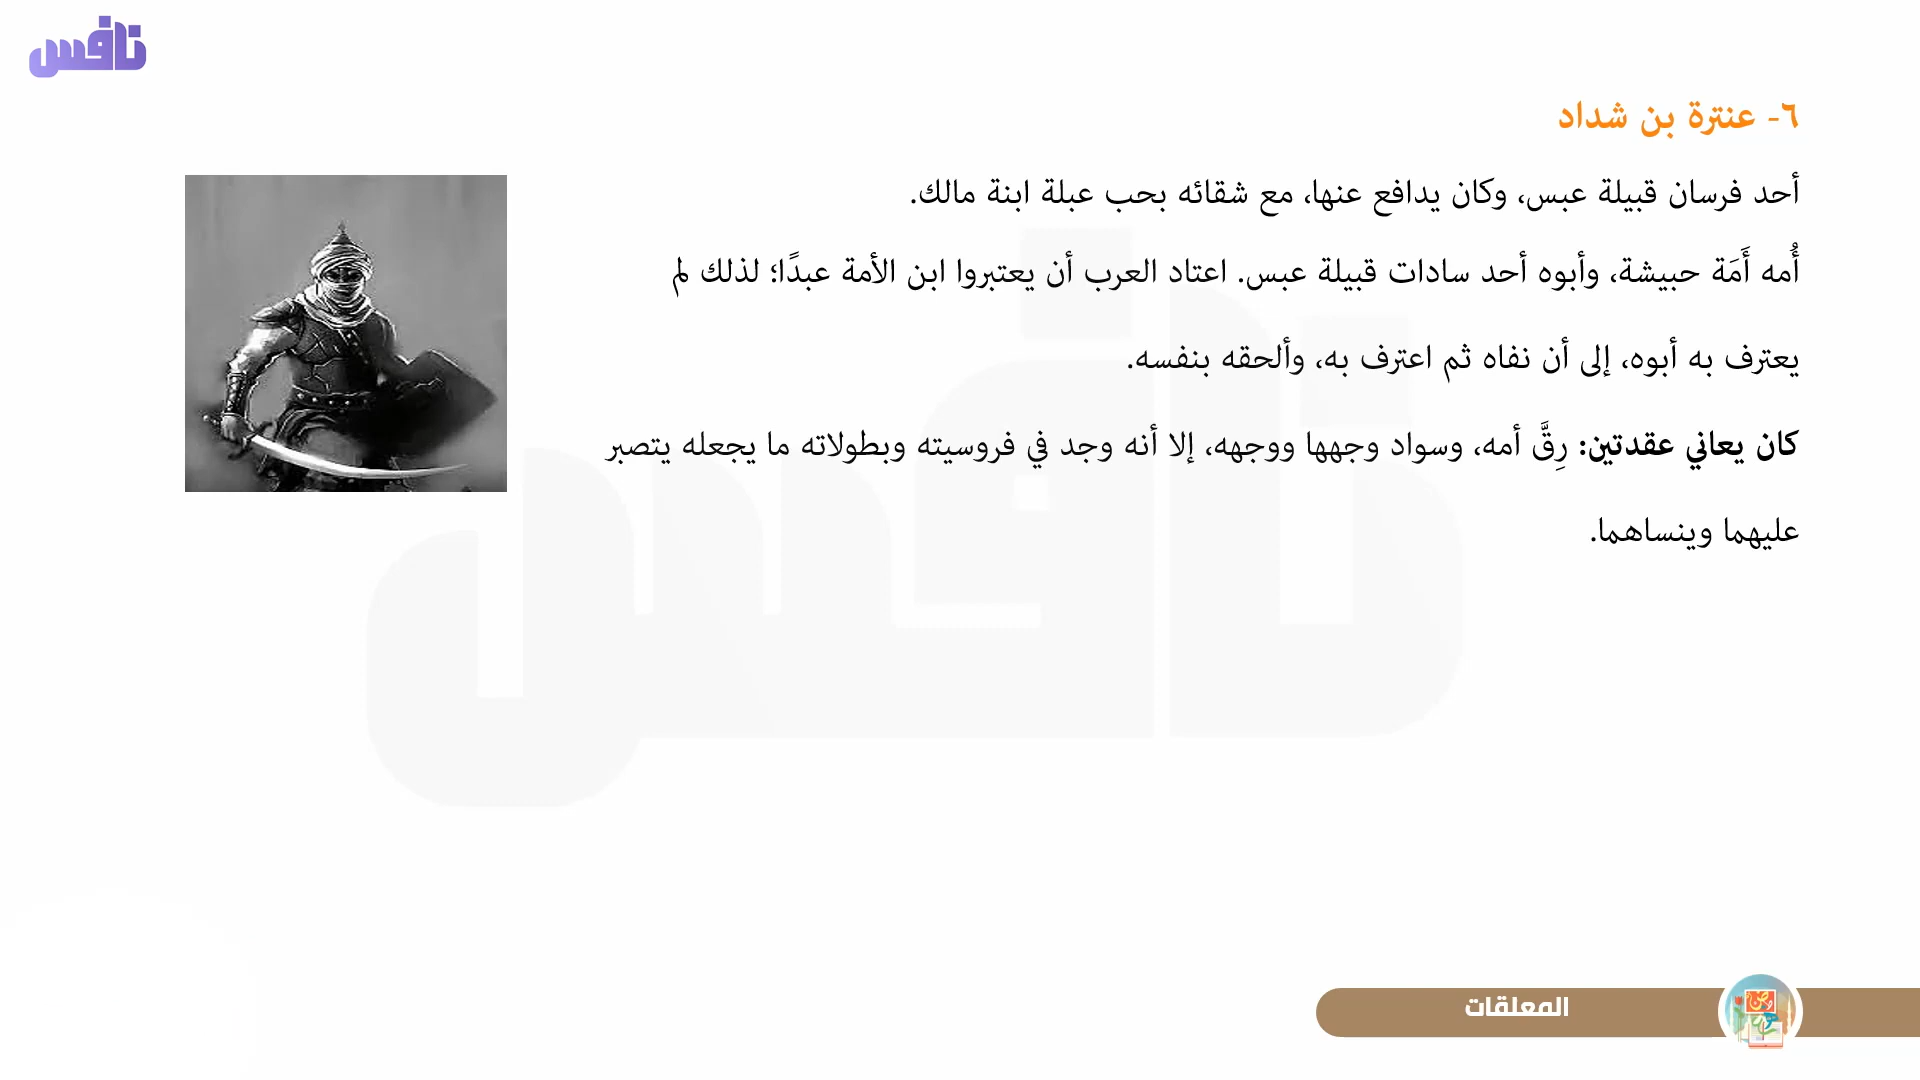 نافس
٦- عنترة بن شداد
أحد فرسان قبيلة عبس، وكان يدافع عنها، مع شقائه بحب عبلة ابنة مالك.
أُمه أَمَة حبيشة، وأبوه أحد سادات قبيلة عبس. اعتاد العرب أن يعتبروا ابن الأمة عبدًا؛ لذلك لم
يعترف به أبوه، إلى أن نفاه ثم اعترف به، وألحقه بنفسه.
كان يعاني عقدتين: رِقَّ أمه، وسواد وجهها ووجهه، إلا أنه وجد في فروسيته وبطولاته ما يجعله يتصبر
عليهما وينساهما.
المعلقات